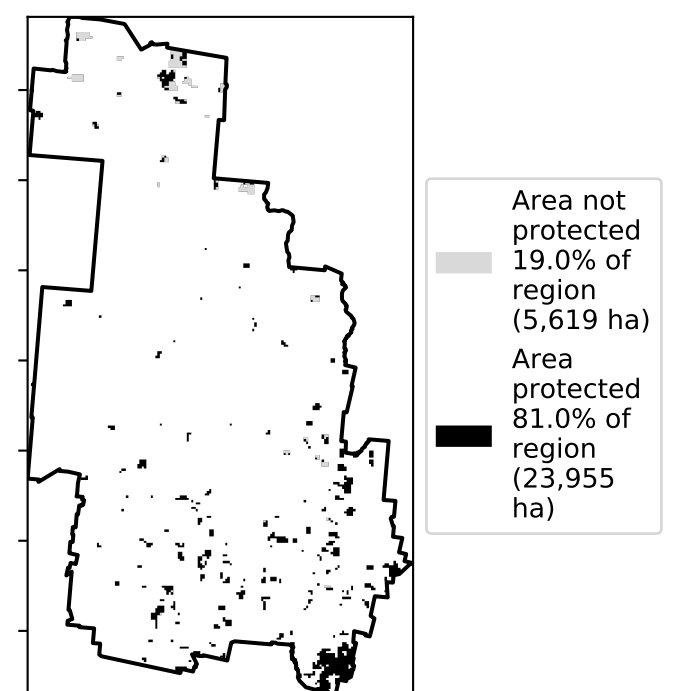 Area not
protected
19.0% of
region
(5,619 ha)
Area
protected
81.0% of
region
(23,955
ha)